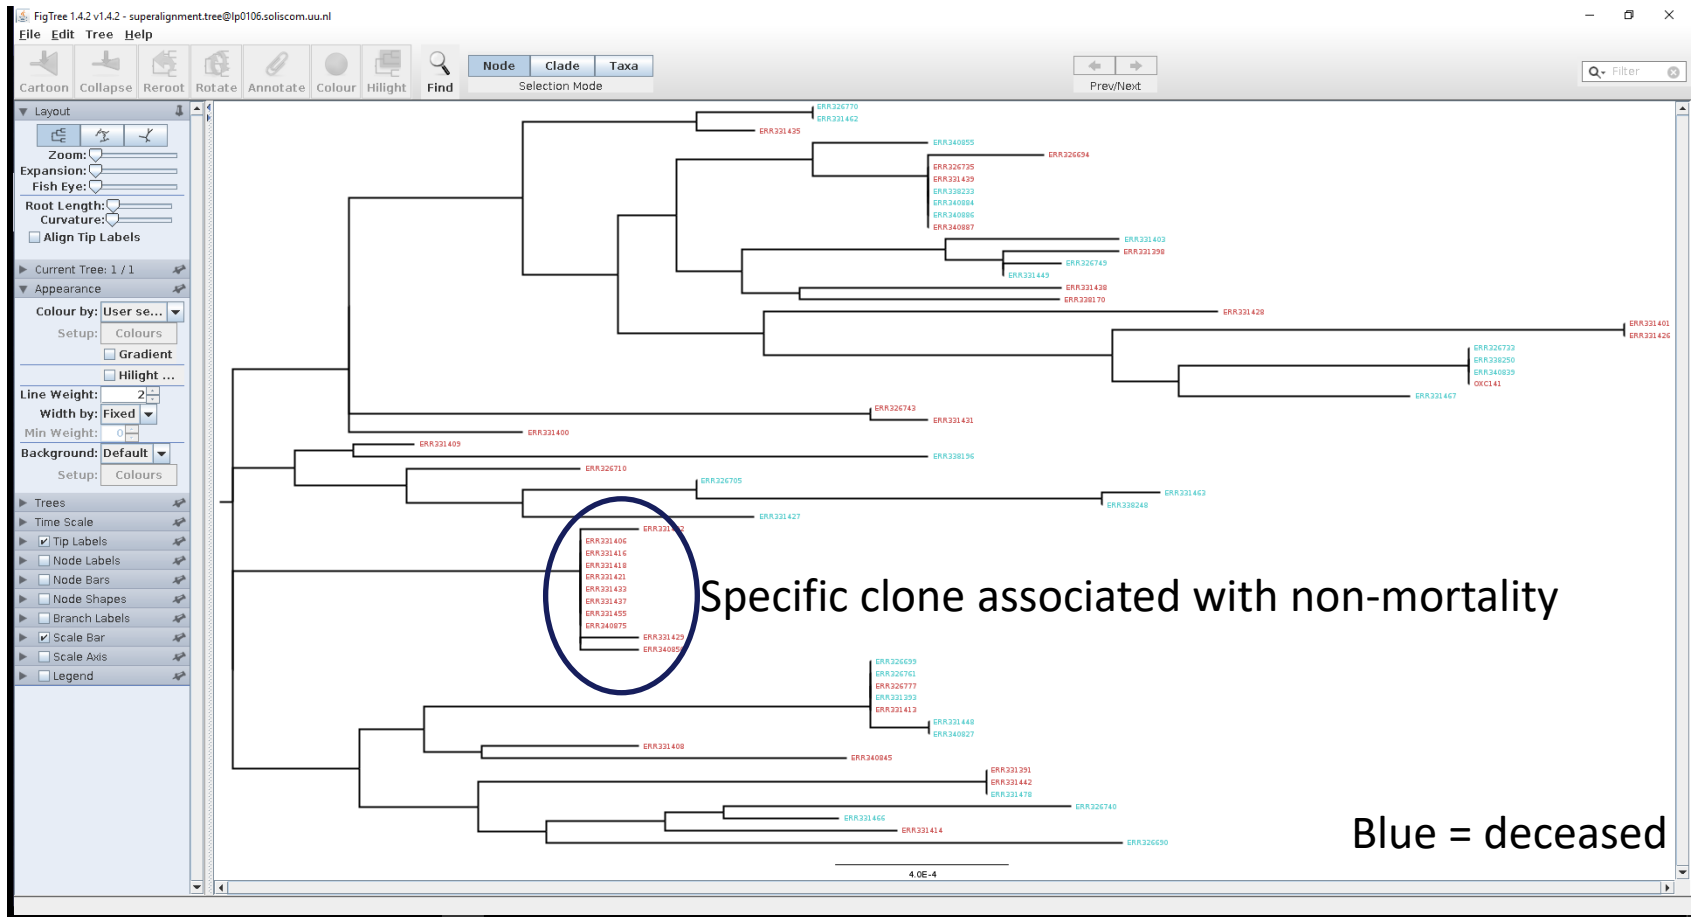 FigTree 1.4.2 v1.4.2 - superalignment.tree@lp0106.soliscom.uu.nl
File Edit Tree Help
Cartoon Collapse Reroot Rotate Annotate Colour Hilight Find
Node Clade Taxa
Selection Mode
Prev/Next
Filter
Layout
Zoom:
Expansion:
Fish Eye:
Root Length:
Curvature:
Align Tip Labels
Current Tree: 1 / 1
Appearance
Colour by: User se...
Setup: Colours
Gradient
Hilight ...
Line Weight: 2
Width by: Fixed
Min Weight: 0
Background: Default
Setup: Colours
Trees
Time Scale
Tip Labels
Node Labels
Node Bars
Node Shapes
Branch Labels
Scale Bar
Scale Axis
Legend
ERR326770
ERR331462
ERR331435
ERR340855
ERR326694
ERR326735
ERR331439
ERR338233
ERR340884
ERR340886
ERR340887
ERR331403
ERR331398
ERR326749
ERR331449
ERR331438
ERR338170
ERR331428
ERR331401
ERR331426
ERR326733
ERR338250
ERR340839
OXC141
ERR331467
ERR326743
ERR331431
ERR331400
ERR331409
ERR338196
ERR326710
ERR326705
ERR331463
ERR338248
ERR331427
ERR331406
ERR331416
ERR331418
ERR331421
ERR331433
ERR331437
ERR331455
ERR340875
ERR331429
Specific clone associated with non-mortality
ERR326699
ERR326761
ERR326777
ERR331393
ERR331413
ERR331448
ERR340827
ERR331408
ERR340845
ERR331391
ERR331442
ERR331478
ERR326740
ERR331466
ERR331414
ERR326690
Blue = deceased
4.0E-4